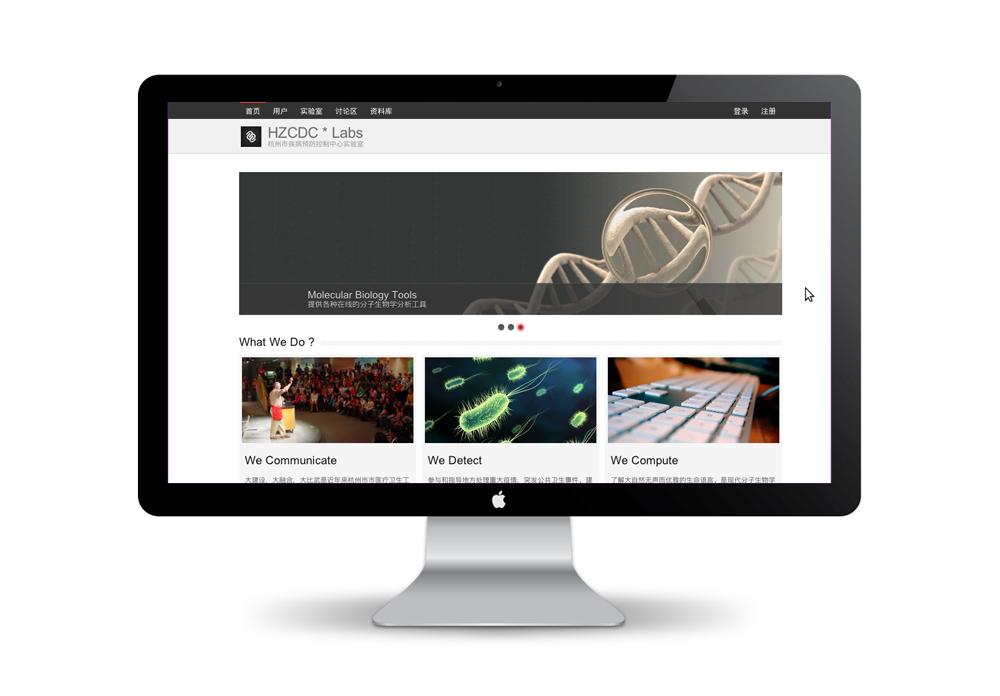 首页 用户 实验室 讨论区 资料库 登录 注册
HZCDC * Labs
杭州市疾病预防控制中心实验室
Molecular Biology Tools
提供各种在线的分子生物学分析工具
What We Do ?
We Communicate We Detect We Compute
大建设、大融合、大比武是近年来杭州市市医疗卫生工 参与和指导地方处理重大疫情、突发公共卫生事件，建 了解大自然无声而优雅的生命语言，是现代分子生物学